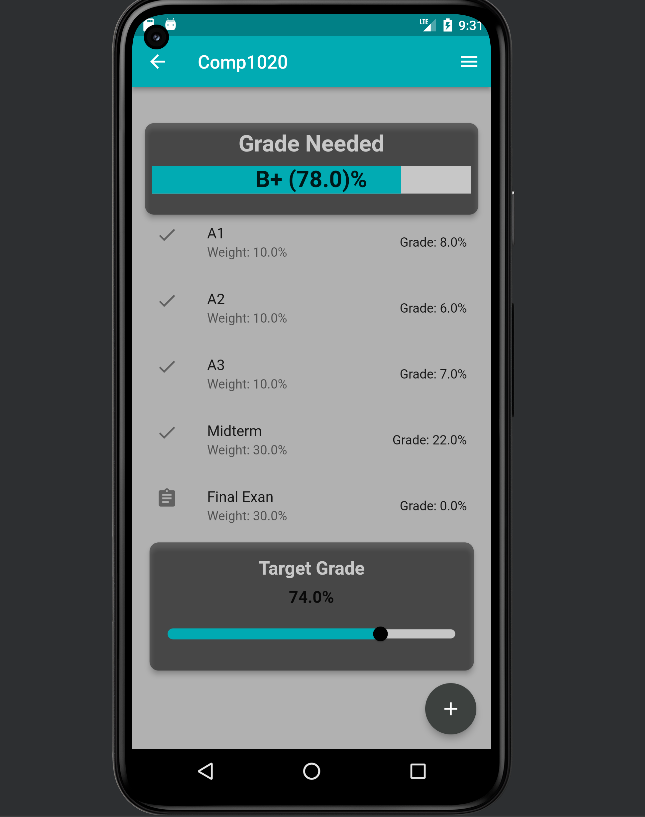 LTE 9:31
Comp1020
Grade Needed
B+ (78.0)%
A1
Weight: 10.0%
Grade: 8.0%
A2
Weight: 10.0%
Grade: 6.0%
A3
Weight: 10.0%
Grade: 7.0%
Midterm
Weight: 30.0%
Grade: 22.0%
Final Exan
Weight: 30.0%
Grade: 0.0%
Target Grade
74.0%
+